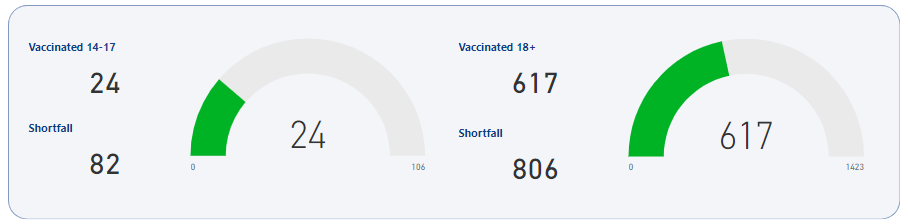 Vaccinated 14-17
24
Shortfall
82
24
0
106
Vaccinated 18+
617
Shortfall
806
617
0
1423